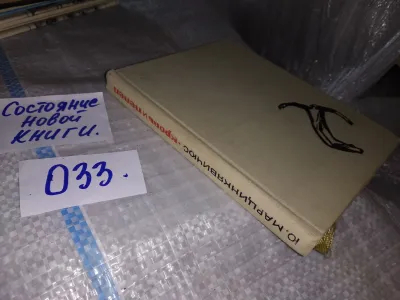 Состояние
новой
книги.
033.
Ю. МАРЦИНКЯВИЧЮС